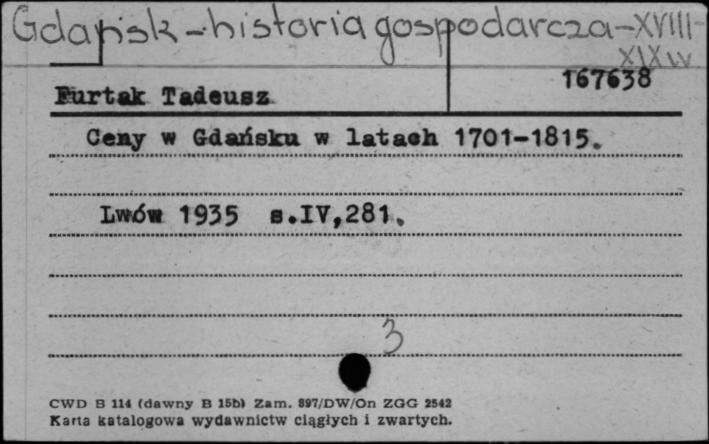 Gdańsk - historia gospodarcza - XVIII-
XIX w
167638
Furtak Tadeusz
Ceny w Gdańsku w latach 1701-1815.
Lwów 1935 s.IV,281.
3
CWD B 114 (dawny B 15b) Zam. 897/DW/On ZGG 2542
Karta katalogowa wydawnictw ciągłych i zwartych.